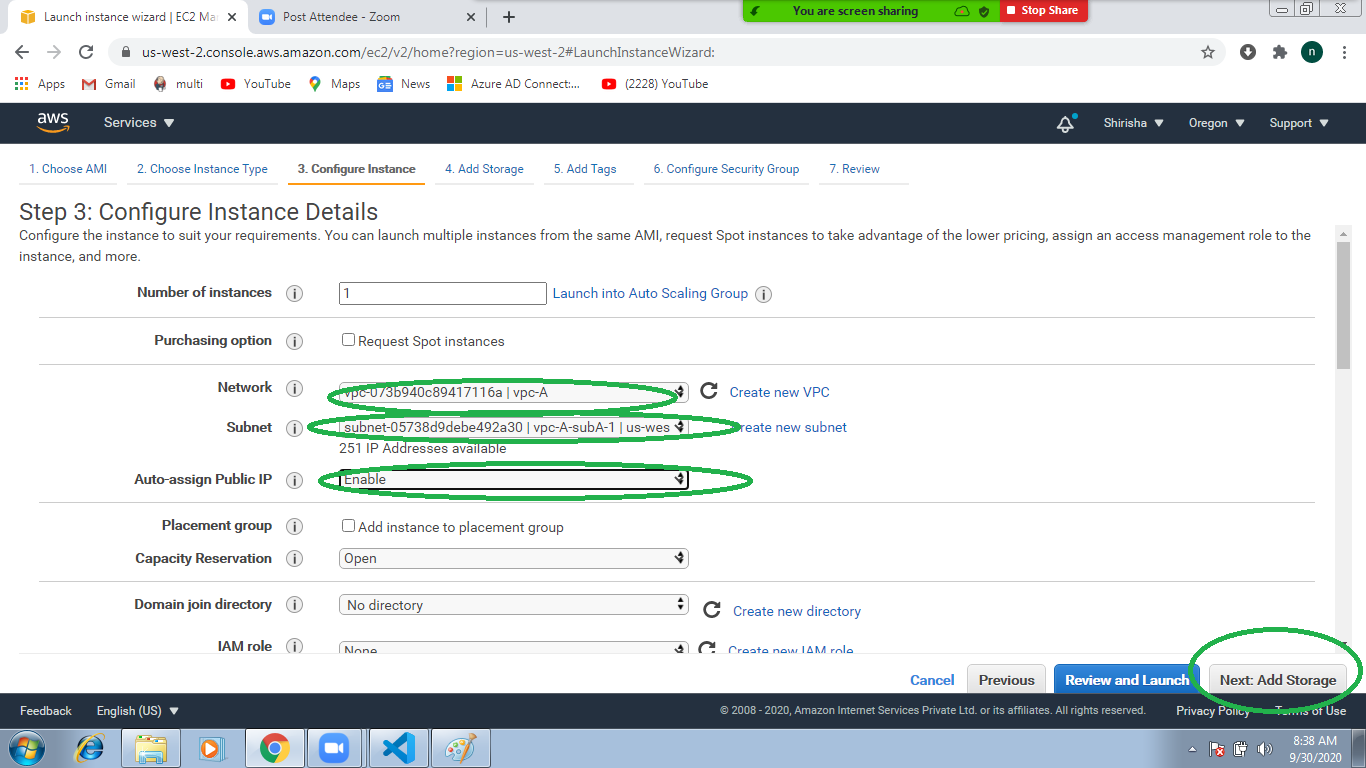 Launch instance wizard | EC2 Mar
Post Attendee - Zoom
You are screen sharing
Stop Share
us-west-2.console.aws.amazon.com/ec2/v2/home?region=us-west-2#LaunchInstanceWizard:
n
Apps
Gmail
multi
YouTube
Maps
News
Azure AD Connect:...
(2228) YouTube
aws
Services
Shirisha
Oregon
Support
1. Choose AMI
2. Choose Instance Type
3. Configure Instance
4. Add Storage
5. Add Tags
6. Configure Security Group
7. Review
Step 3: Configure Instance Details
Configure the instance to suit your requirements. You can launch multiple instances from the same AMI, request Spot instances to take advantage of the lower pricing, assign an access management role to the
instance, and more.
Number of instances
1
Launch into Auto Scaling Group
Purchasing option
Request Spot instances
Network
vpc-073b940c89417116a | vpc-A
Create new VPC
Subnet
subnet-05738d9debe492a30 | vpc-A-subA-1 | us-wes
Create new subnet
251 IP Addresses available
Auto-assign Public IP
Enable
Placement group
Add instance to placement group
Capacity Reservation
Open
Domain join directory
No directory
Create new directory
IAM role
None
Create new IAM role
Cancel
Previous
Review and Launch
Next: Add Storage
Feedback
English (US)
© 2008 - 2020, Amazon Internet Services Private Ltd. or its affiliates. All rights reserved.
Privacy Policy
Terms of Use
8:38 AM
9/30/2020